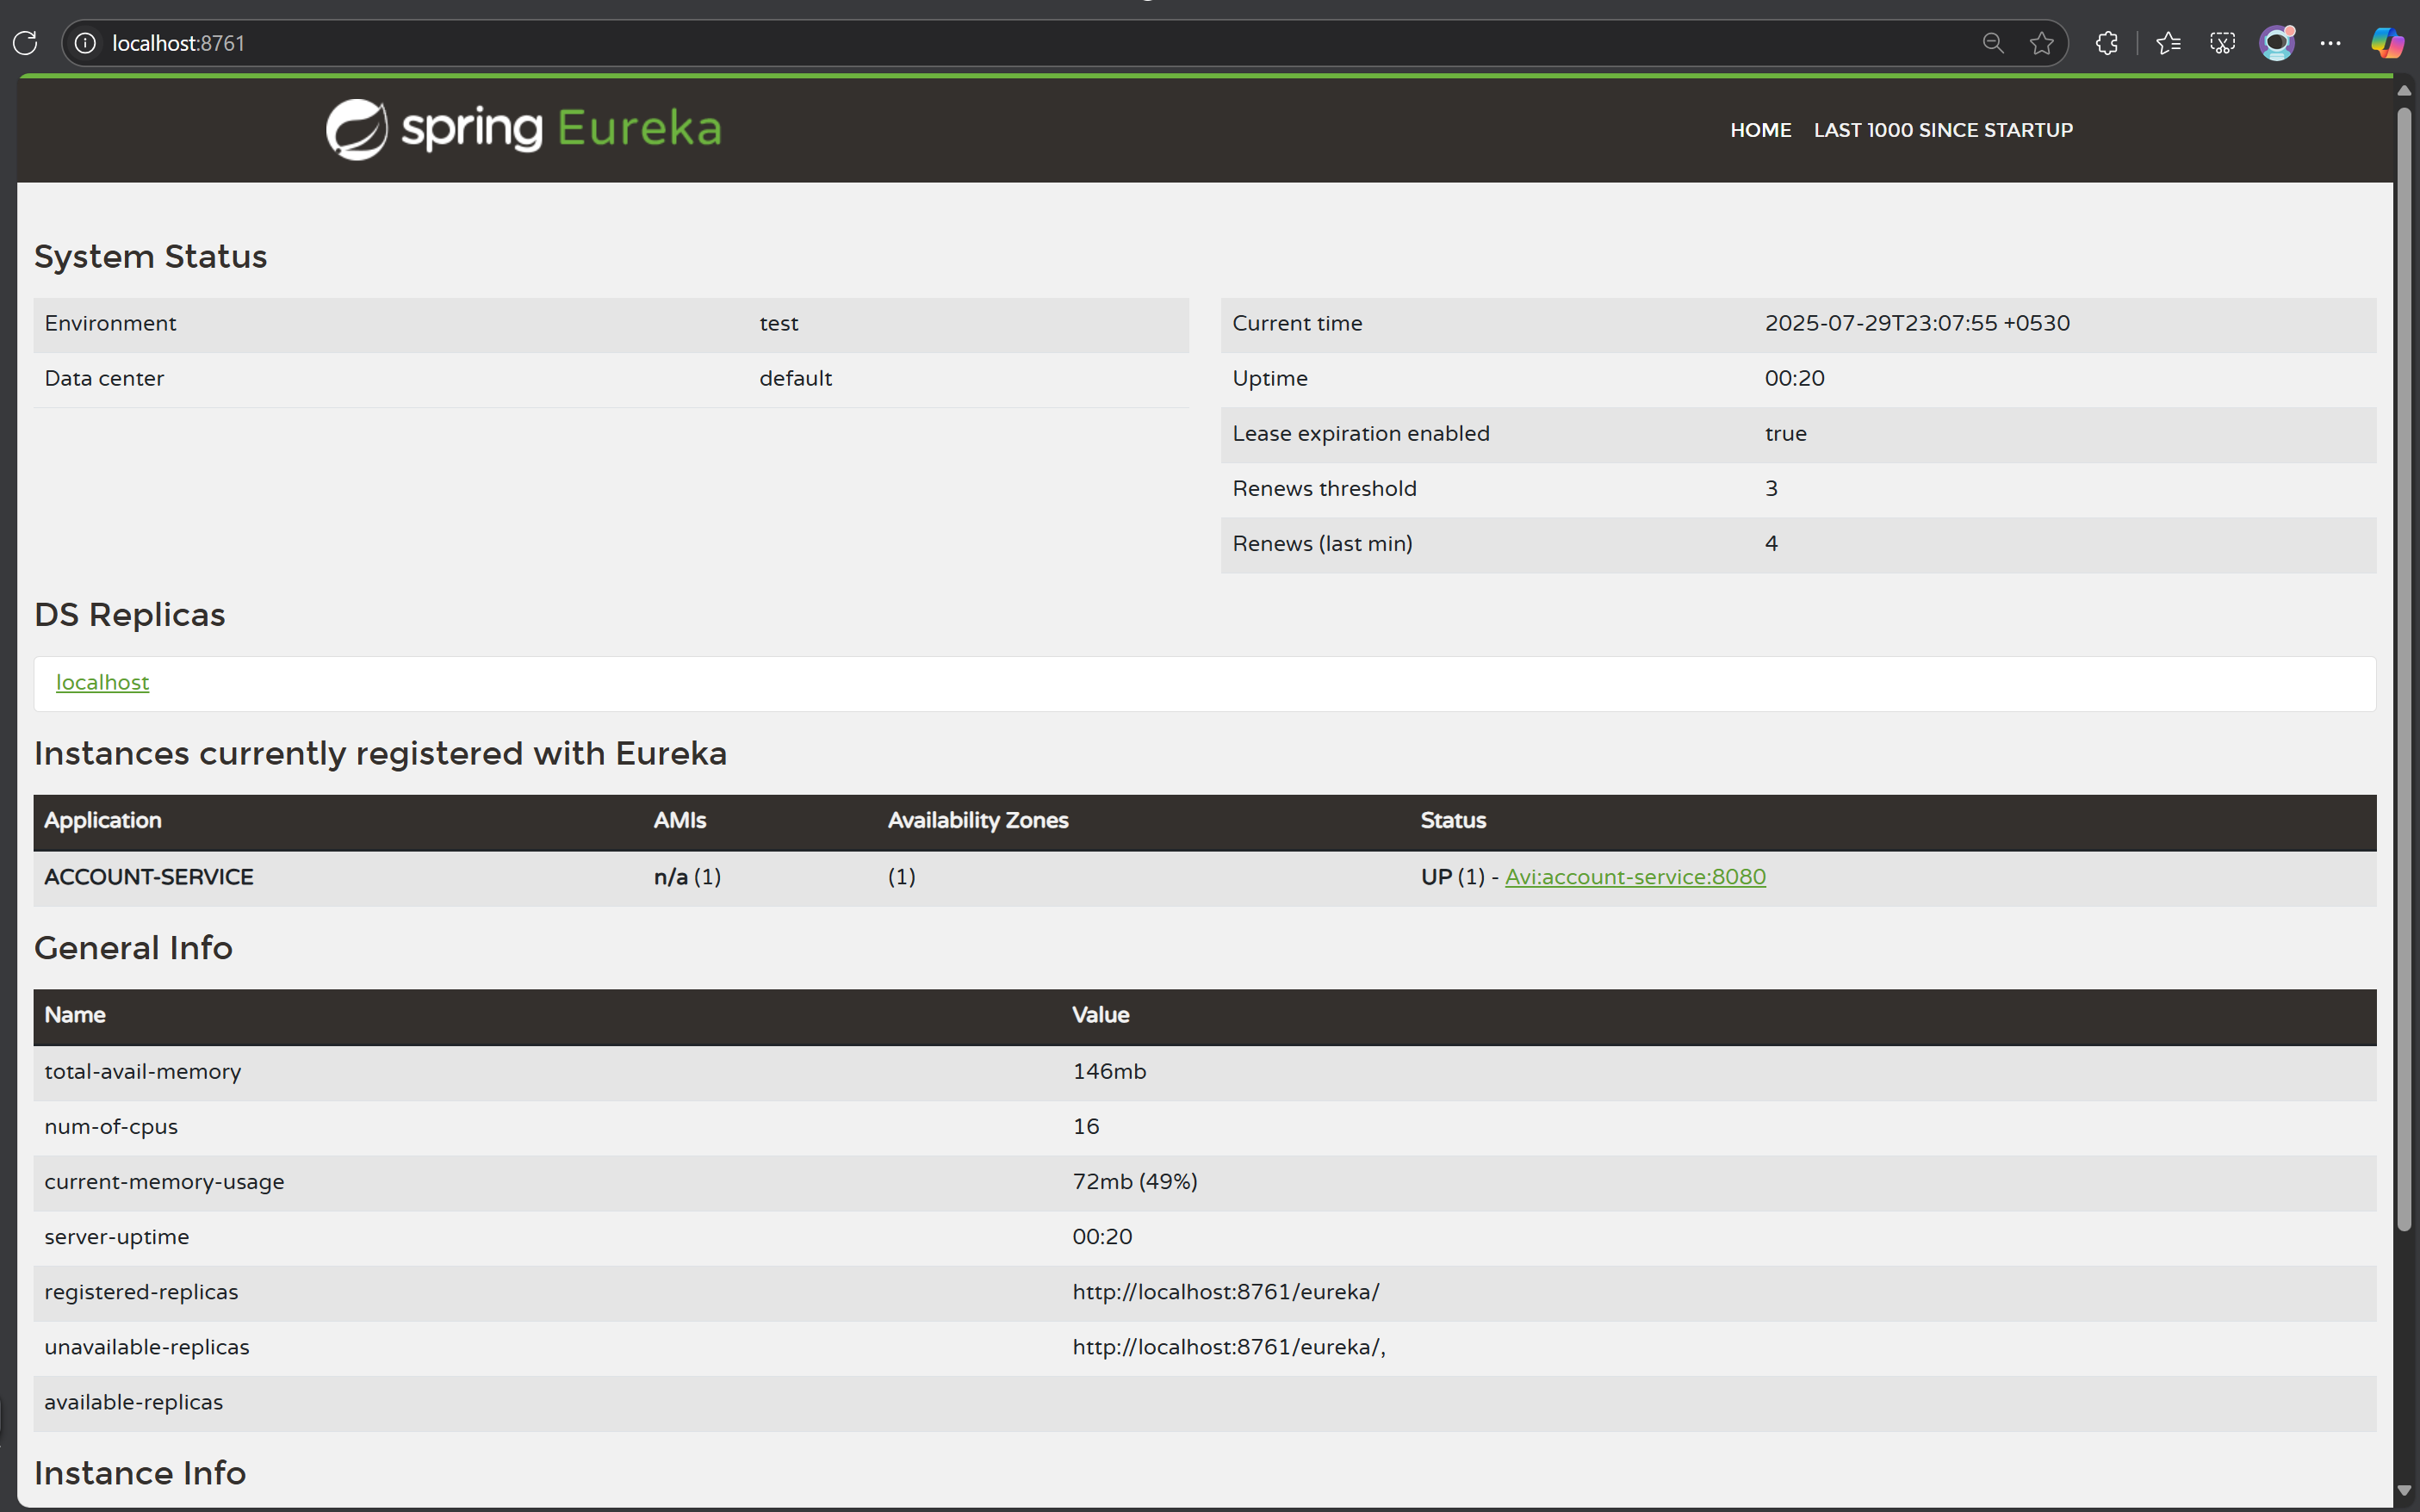 localhost:8761
spring Eureka
HOME LAST 1000 SINCE STARTUP
System Status
Environment test
Data center default
Current time 2025-07-29T23:07:55 +0530
Uptime 00:20
Lease expiration enabled true
Renews threshold 3
Renews (last min) 4
DS Replicas
localhost
Instances currently registered with Eureka
Application AMIs Availability Zones Status
ACCOUNT-SERVICE n/a (1) (1) UP (1) - Avi:account-service:8080
General Info
Name Value
total-avail-memory 146mb
num-of-cpus 16
current-memory-usage 72mb (49%)
server-uptime 00:20
registered-replicas http://localhost:8761/eureka/
unavailable-replicas http://localhost:8761/eureka/,
available-replicas
Instance Info